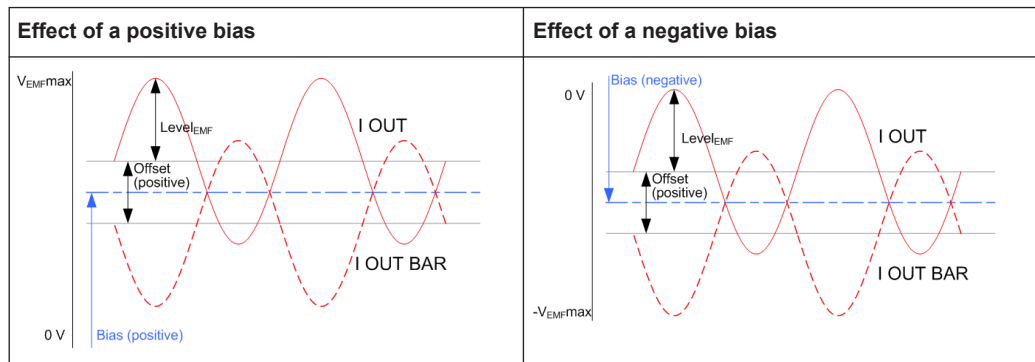 Effect of a positive bias
VEMFmax
LevelEMF
I OUT
Offset
(positive)
I OUT BAR
0 V
Bias (positive)
Effect of a negative bias
Bias (negative)
0 V
LevelEMF
I OUT
Offset
(positive)
I OUT BAR
-VEMFmax